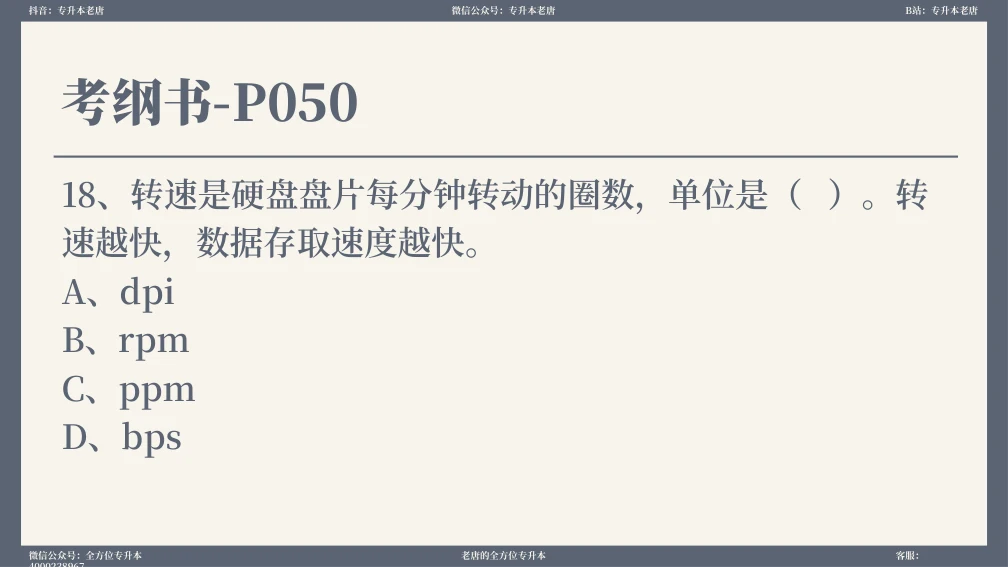 抖音：专升本老唐
微信公众号：专升本老唐
B站：专升本老唐
考纲书-P050
18、转速是硬盘盘片每分钟转动的圈数，单位是（ ）。转
速越快，数据存取速度越快。
A、dpi
B、rpm
C、ppm
D、bps
微信公众号：全方位专升本
老唐的全方位专升本
客服：
4000238967